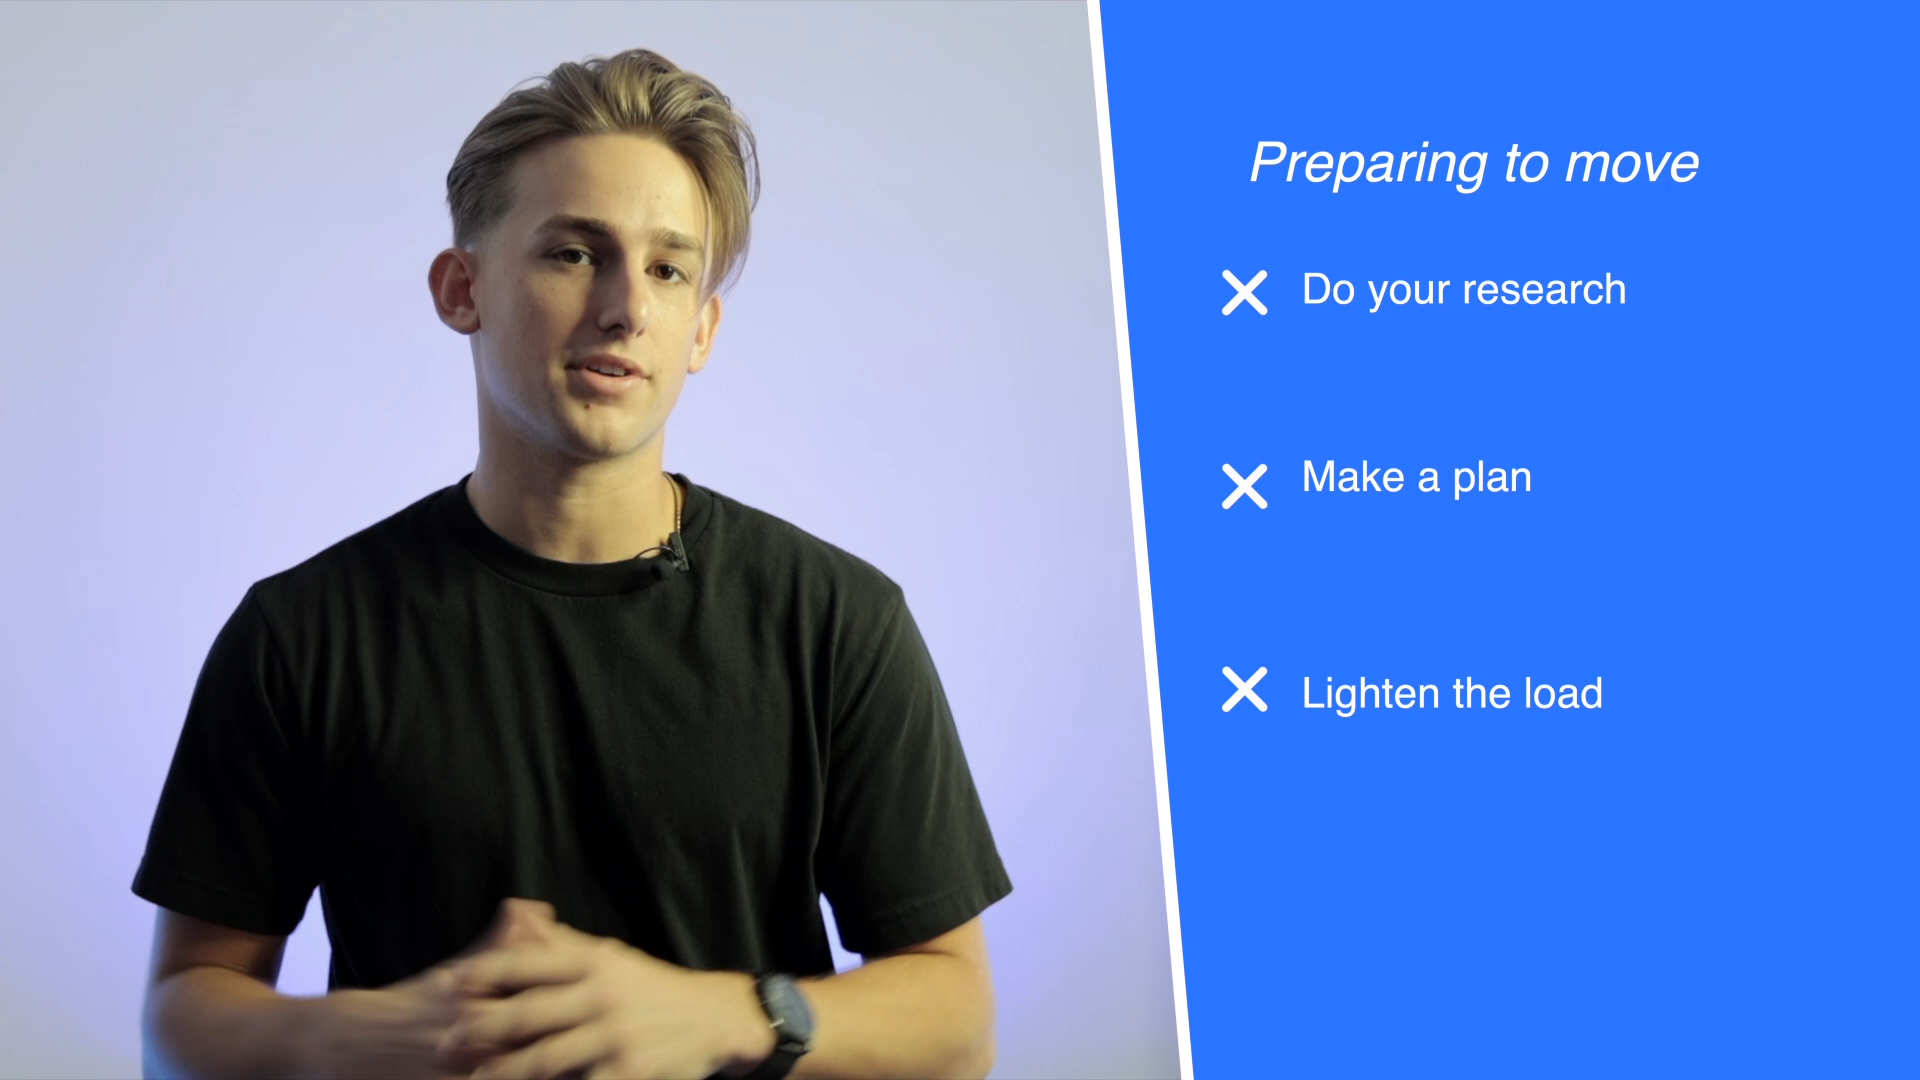 Preparing to move
Do your research
Make a plan
Lighten the load